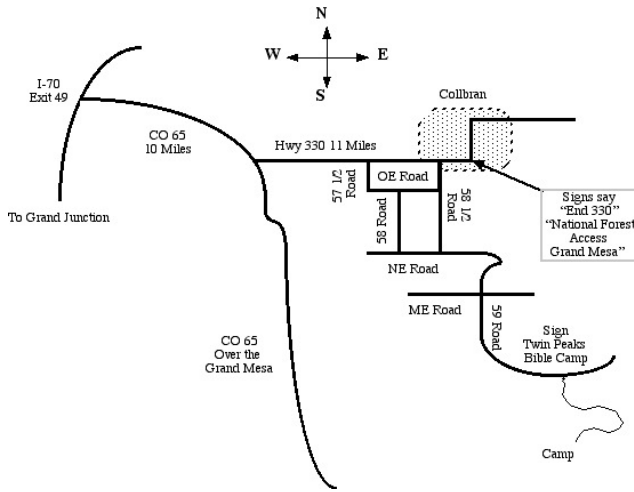 N
W
E
S
I-70
Exit 49
Collbran
CO 65
10 Miles
Hwy 330 11 Miles
57 1/2
Road
OE Road
58 Road
58 1/2
Road
Signs say
"End 330"
"National Forest
Access
Grand Mesa"
To Grand Junction
NE Road
ME Road
59 Road
CO 65
Over the
Grand Mesa
Sign
Twin Peaks
Bible Camp
Camp